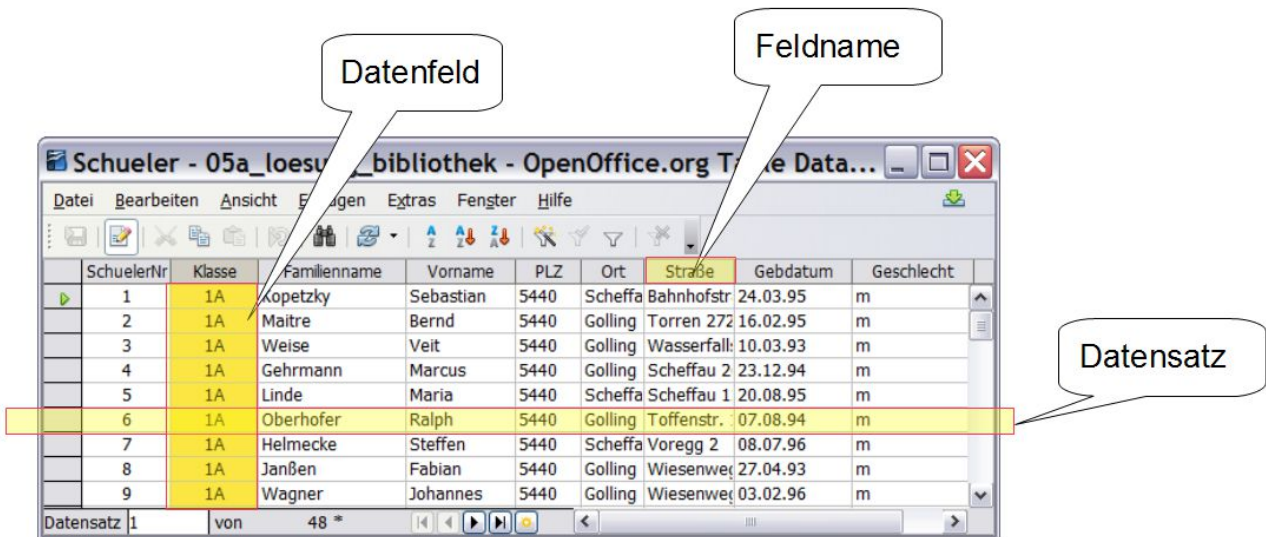 Feldname
Datenfeld
Schueler - 05a_loesu _bibliothek - OpenOffice.org T le Data...
Datei Bearbeiten Ansicht E gen Extras Fenster Hilfe
SchuelerNr Klasse Familienname Vorname PLZ Ort Straße Gebdatum Geschlecht
1 1A Kopetzky Sebastian 5440 Scheffa Bahnhofstr 24.03.95 m
2 1A Maitre Bernd 5440 Golling Torren 272 16.02.95 m
3 1A Weise Veit 5440 Golling Wasserfall 10.03.93 m
4 1A Gehrmann Marcus 5440 Golling Scheffau 2 23.12.94 m
5 1A Linde Maria 5440 Scheffa Scheffau 1 20.08.95 m
Datensatz
6 1A Oberhofer Ralph 5440 Golling Toffenstr. 07.08.94 m
7 1A Helmecke Steffen 5440 Scheffa Voregg 2 08.07.96 m
8 1A Janßen Fabian 5440 Golling Wiesenweg 27.04.93 m
9 1A Wagner Johannes 5440 Golling Wiesenweg 03.02.96 m
Datensatz 1 von 48 *